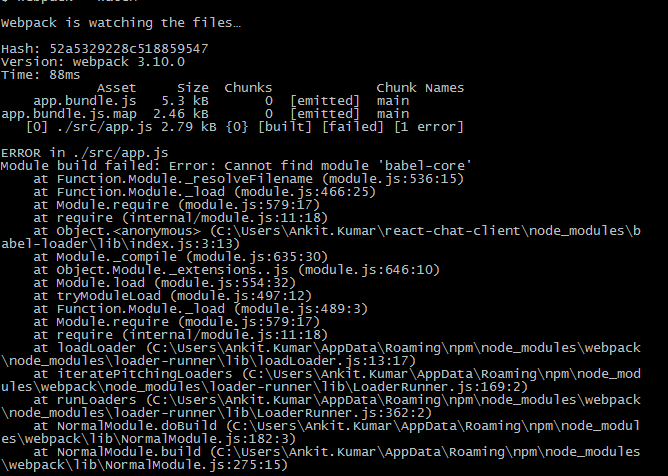 Webpack is watching the files…
Hash: 52a5329228c518859547
Version: webpack 3.10.0
Time: 88ms
Asset Size Chunks Chunk Names
app.bundle.js 5.3 kB 0 [emitted] main
app.bundle.js.map 2.46 kB 0 [emitted] main
[0] ./src/app.js 2.79 kB {0} [built] [failed] [1 error]
ERROR in ./src/app.js
Module build failed: Error: Cannot find module 'babel-core'
at Function.Module._resolveFilename (module.js:536:15)
at Function.Module._load (module.js:466:25)
at Module.require (module.js:579:17)
at require (internal/module.js:11:18)
at Object.<anonymous> (C:\Users\Ankit.Kumar\react-chat-client\node_modules\b
abel-loader\lib\index.js:3:13)
at Module._compile (module.js:635:30)
at Object.Module._extensions..js (module.js:646:10)
at Module.load (module.js:554:32)
at tryModuleLoad (module.js:497:12)
at Function.Module._load (module.js:489:3)
at Module.require (module.js:579:17)
at require (internal/module.js:11:18)
at loadLoader (C:\Users\Ankit.Kumar\AppData\Roaming\npm\node_modules\webpack
\node_modules\loader-runner\lib\loadLoader.js:13:17)
at iteratePitchingLoaders (C:\Users\Ankit.Kumar\AppData\Roaming\npm\node_mod
ules\webpack\node_modules\loader-runner\lib\LoaderRunner.js:169:2)
at runLoaders (C:\Users\Ankit.Kumar\AppData\Roaming\npm\node_modules\webpack
\node_modules\loader-runner\lib\LoaderRunner.js:362:2)
at NormalModule.doBuild (C:\Users\Ankit.Kumar\AppData\Roaming\npm\node_modul
es\webpack\lib\NormalModule.js:182:3)
at NormalModule.build (C:\Users\Ankit.Kumar\AppData\Roaming\npm\node_modules
\webpack\lib\NormalModule.js:275:15)